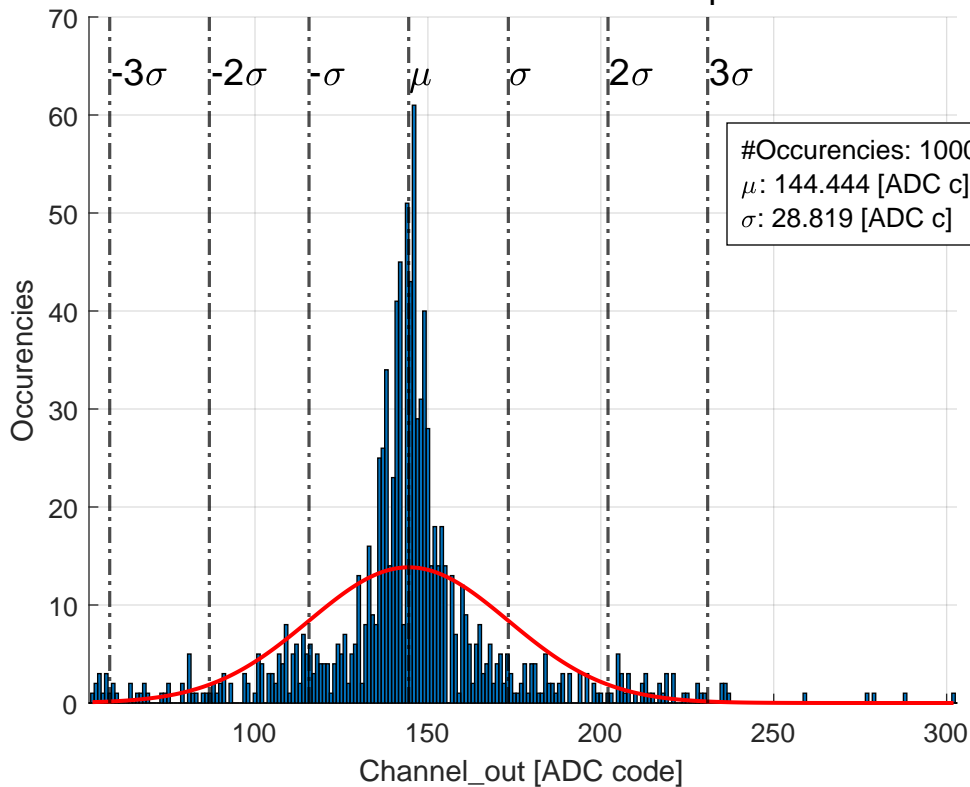 70
60
50
40
30
20
10
0
Occurencies
-3σ -2σ -σ μ σ 2σ 3σ
#Occurencies: 1000
μ: 144.444 [ADC c]
σ: 28.819 [ADC c]
100 150 200 250 300
Channel_out [ADC code]